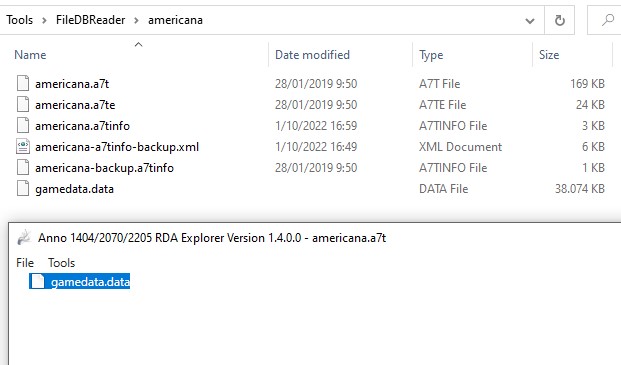 Tools > FileDBReader > americana
Name Date modified Type Size
americana.a7t 28/01/2019 9:50 A7T File 169 KB
americana.a7te 28/01/2019 9:50 A7TE File 24 KB
americana.a7tinfo 1/10/2022 16:59 A7TINFO File 3 KB
americana-a7tinfo-backup.xml 1/10/2022 16:49 XML Document 6 KB
americana-backup.a7tinfo 28/01/2019 9:50 A7TINFO File 1 KB
gamedata.data DATA File 38.074 KB
Anno 1404/2070/2205 RDA Explorer Version 1.4.0.0 - americana.a7t
File Tools
gamedata.data